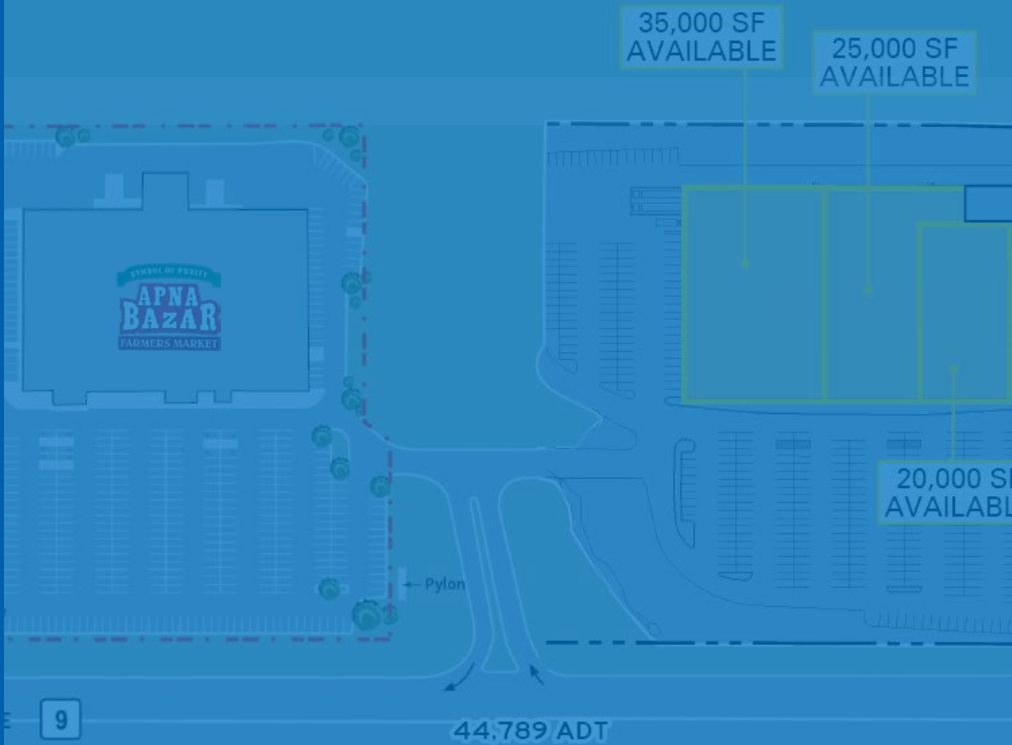 35,000 SF
AVAILABLE
25,000 SF
AVAILABLE
SYMBOL OF PURITY
APNA
BAZAR
FARMERS MARKET
20,000 S
AVAILABL
Pylon
E
9
44,789 ADT